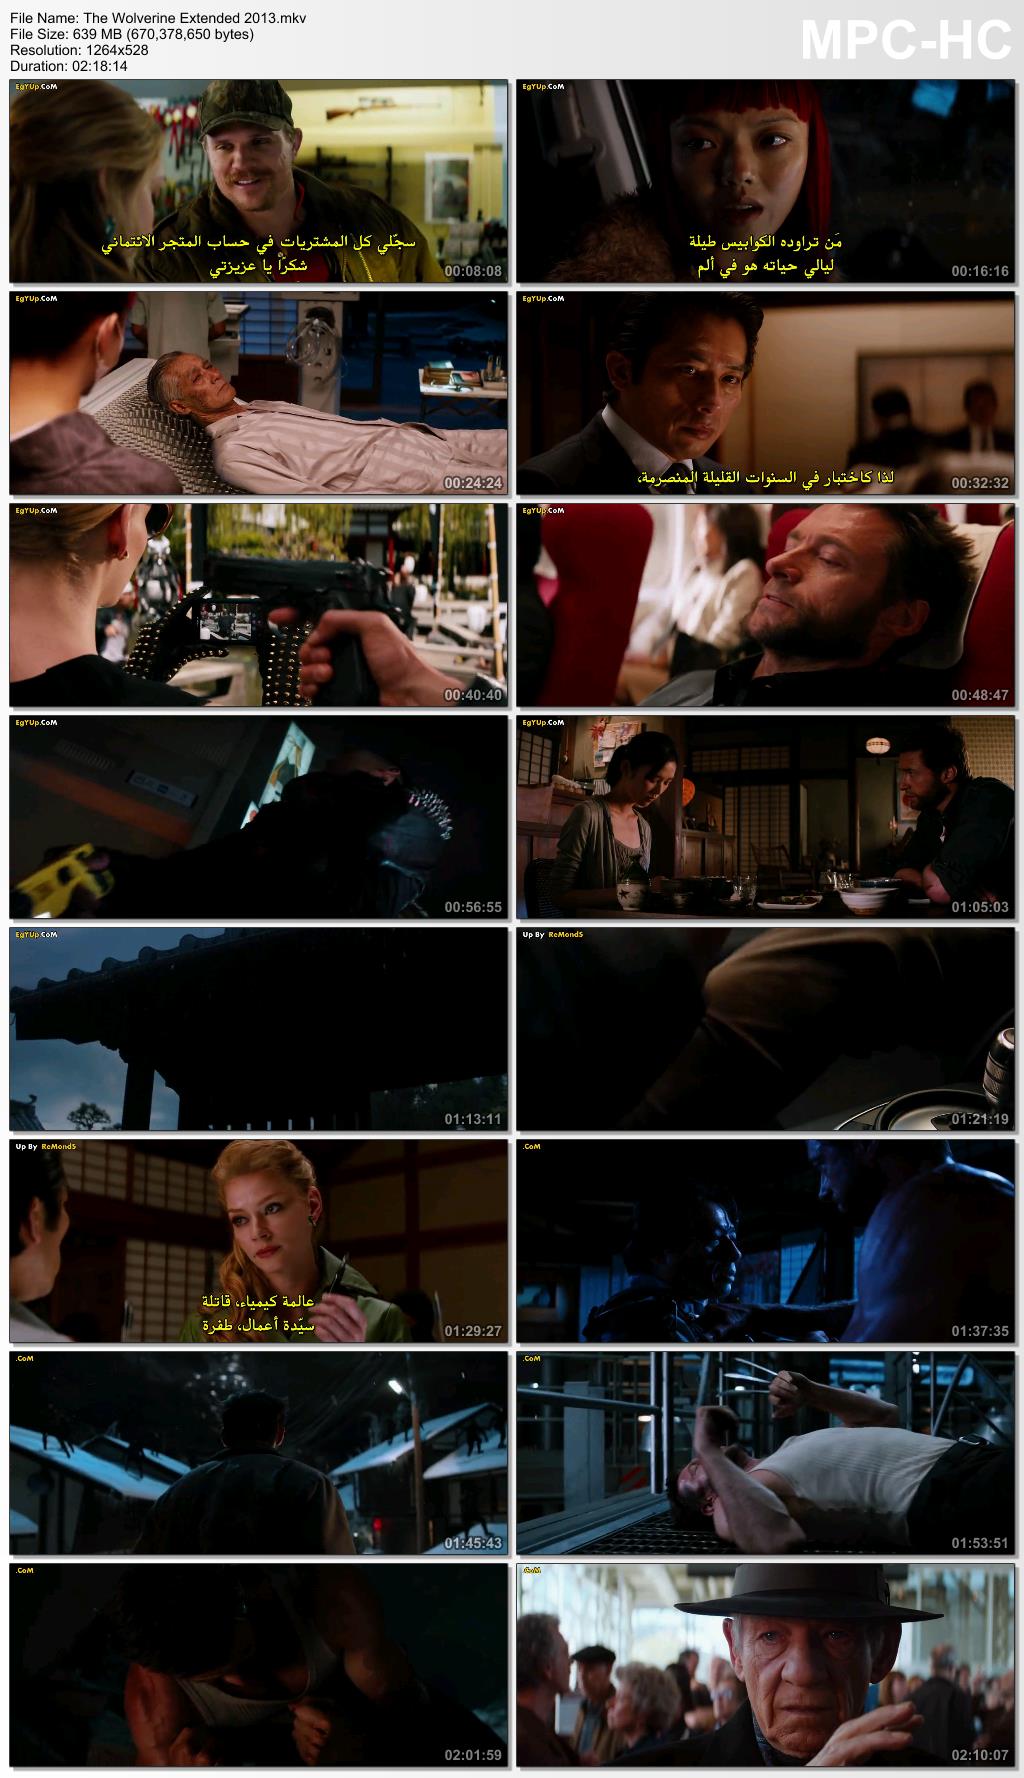 File Name: The Wolverine Extended 2013.mkv
File Size: 639 MB (670,378,650 bytes)
Resolution: 1264x528
Duration: 02:18:14
MPC-HC
EgYUp.CoM
سجّلي كل المشتريات في حساب المتجر الائتماني
شكراً يا عزيزتي
00:08:08
EgYUp.CoM
مَن تراوده الكوابيس طيلة
ليالي حياته هو في ألم
00:16:16
EgYUp.CoM
00:24:24
EgYUp.CoM
لذا كاختبار في السنوات القليلة المنصرمة،
00:32:32
EgYUp.CoM
00:40:40
EgYUp.CoM
00:48:47
EgYUp.CoM
00:56:55
EgYUp.CoM
01:05:03
EgYUp.CoM
01:13:11
Up By ReMondS
01:21:19
Up By ReMondS
عالمة كيمياء، قاتلة
سيّدة أعمال، طفرة
01:29:27
.CoM
01:37:35
.CoM
01:45:43
.CoM
01:53:51
.CoM
02:01:59
.CoM
02:10:07